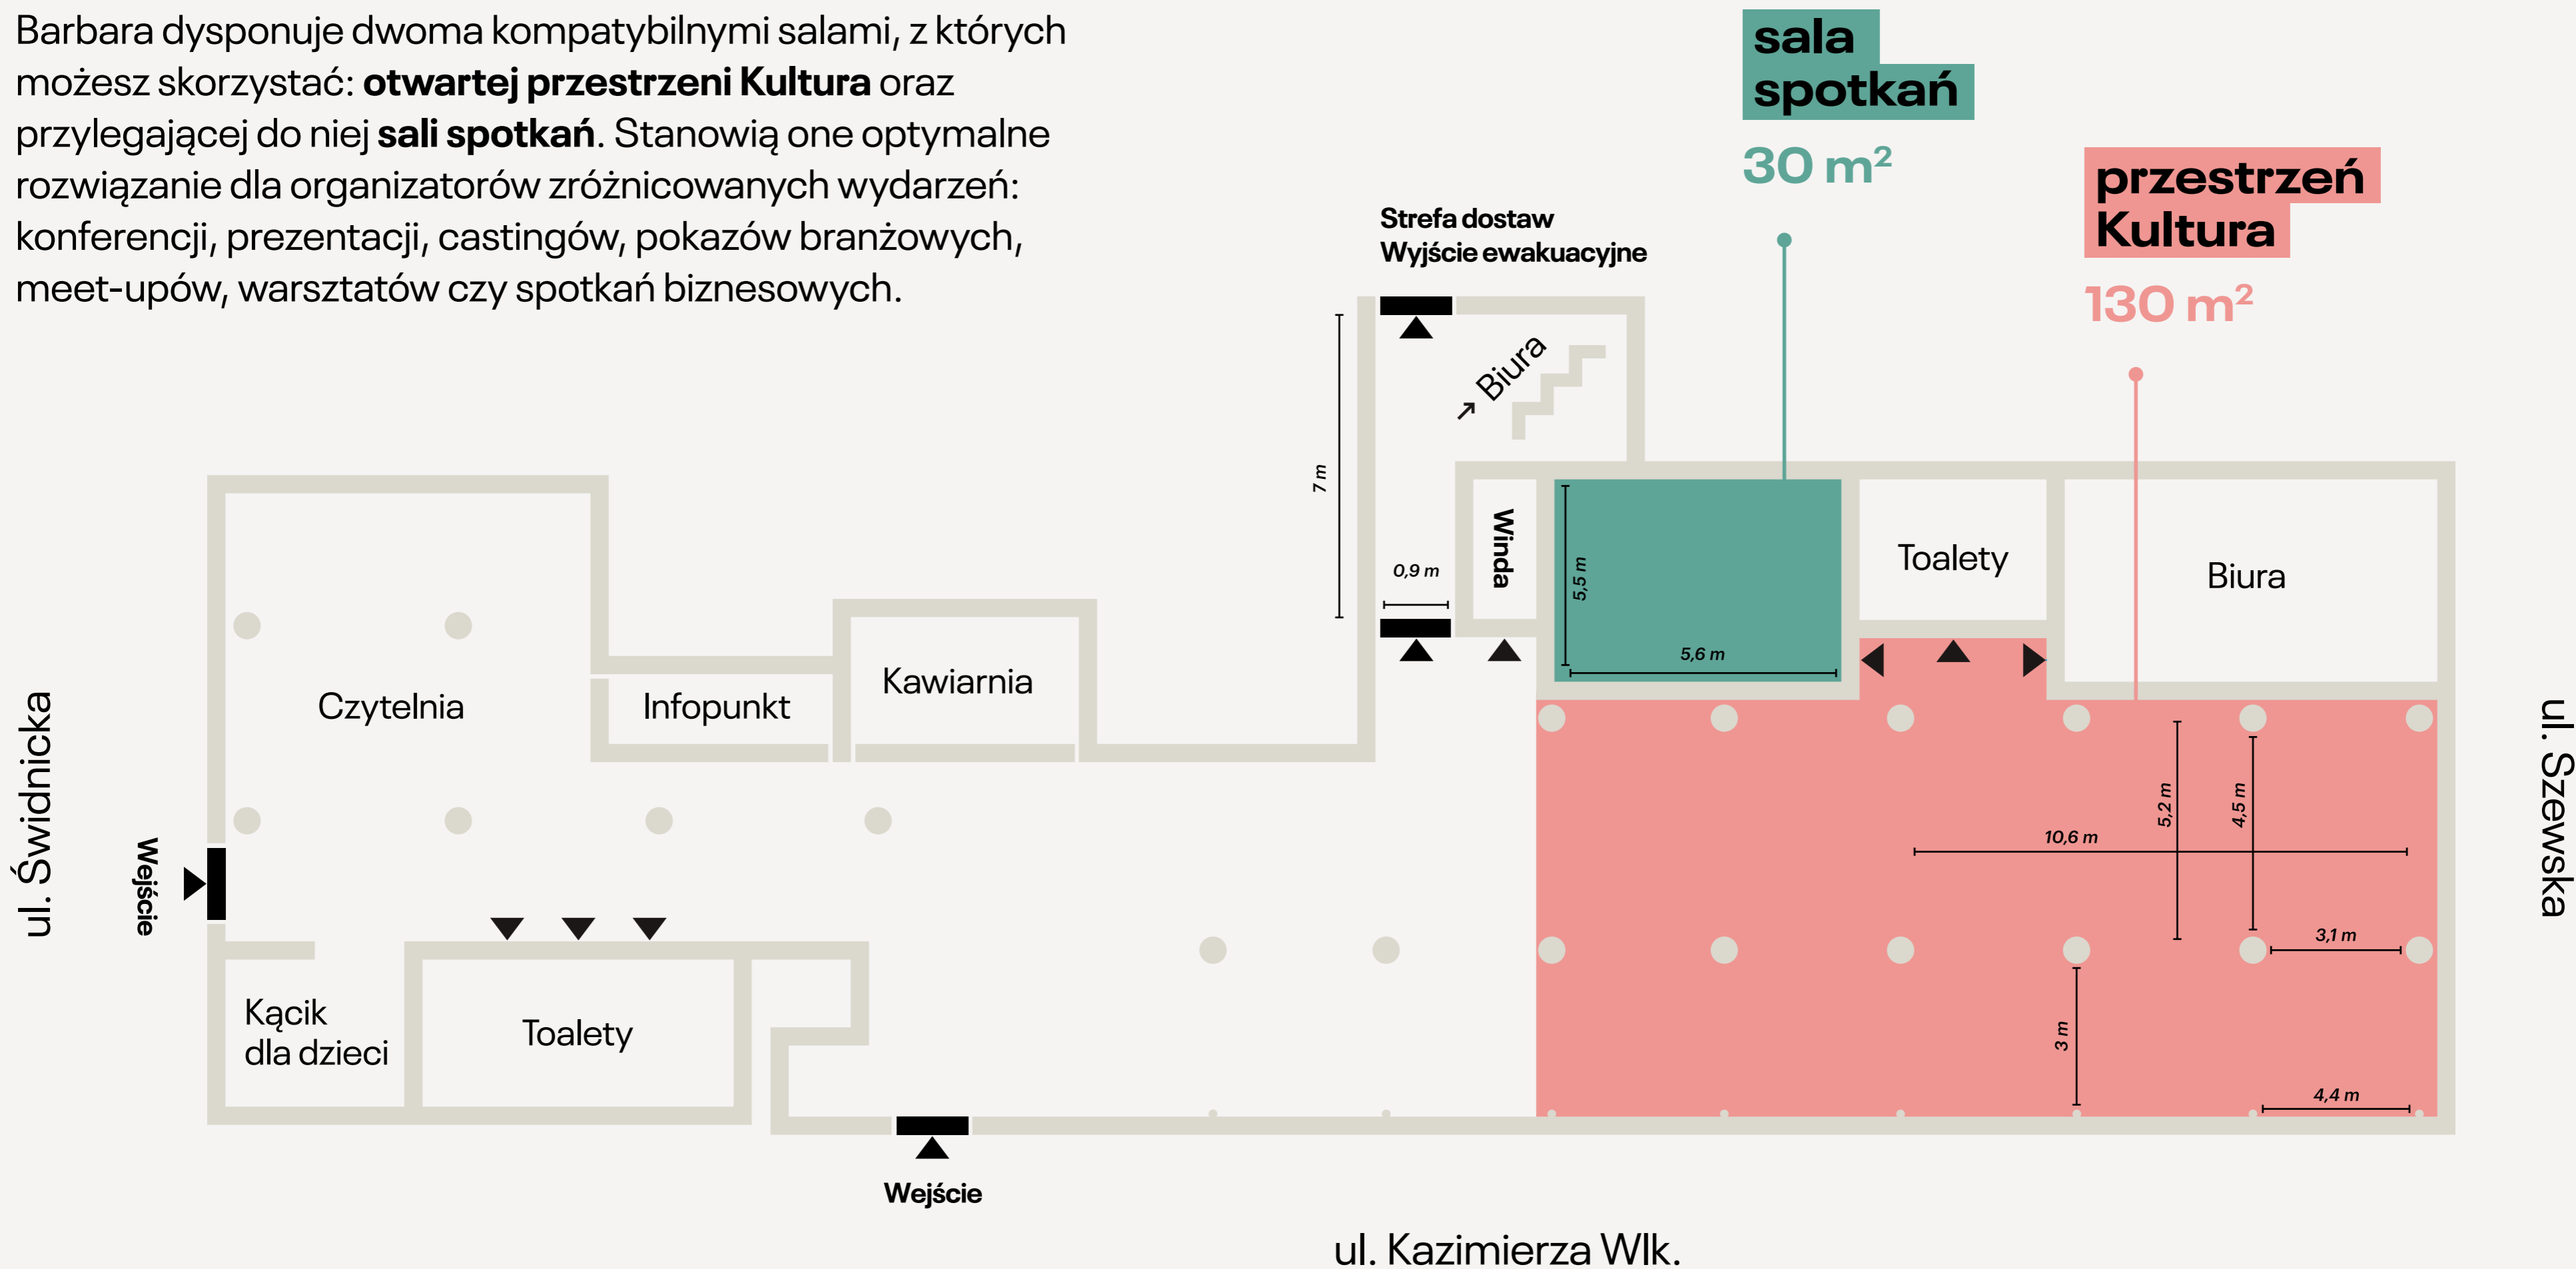 Barbara dysponuje dwoma kompatybilnymi salami, z których
możesz skorzystać: otwartej przestrzeni Kultura oraz
przylegającej do niej sali spotkań. Stanowią one optymalne
rozwiązanie dla organizatorów zróżnicowanych wydarzeń:
konferencji, prezentacji, castingów, pokazów branżowych,
meet-upów, warsztatów czy spotkań biznesowych.
sala
spotkań
30 m²
przestrzeń
Kultura
130 m²
Strefa dostaw
Wyjście ewakuacyjne
↗ Biura
7 m
0,9 m
Winda
5,5 m
5,6 m
Toalety
Biura
Czytelnia
Infopunkt
Kawiarnia
ul. Świdnicka
Wejście
ul. Szewska
5,2 m
4,5 m
10,6 m
3,1 m
3 m
4,4 m
Kącik
dla dzieci
Toalety
Wejście
ul. Kazimierza Wlk.